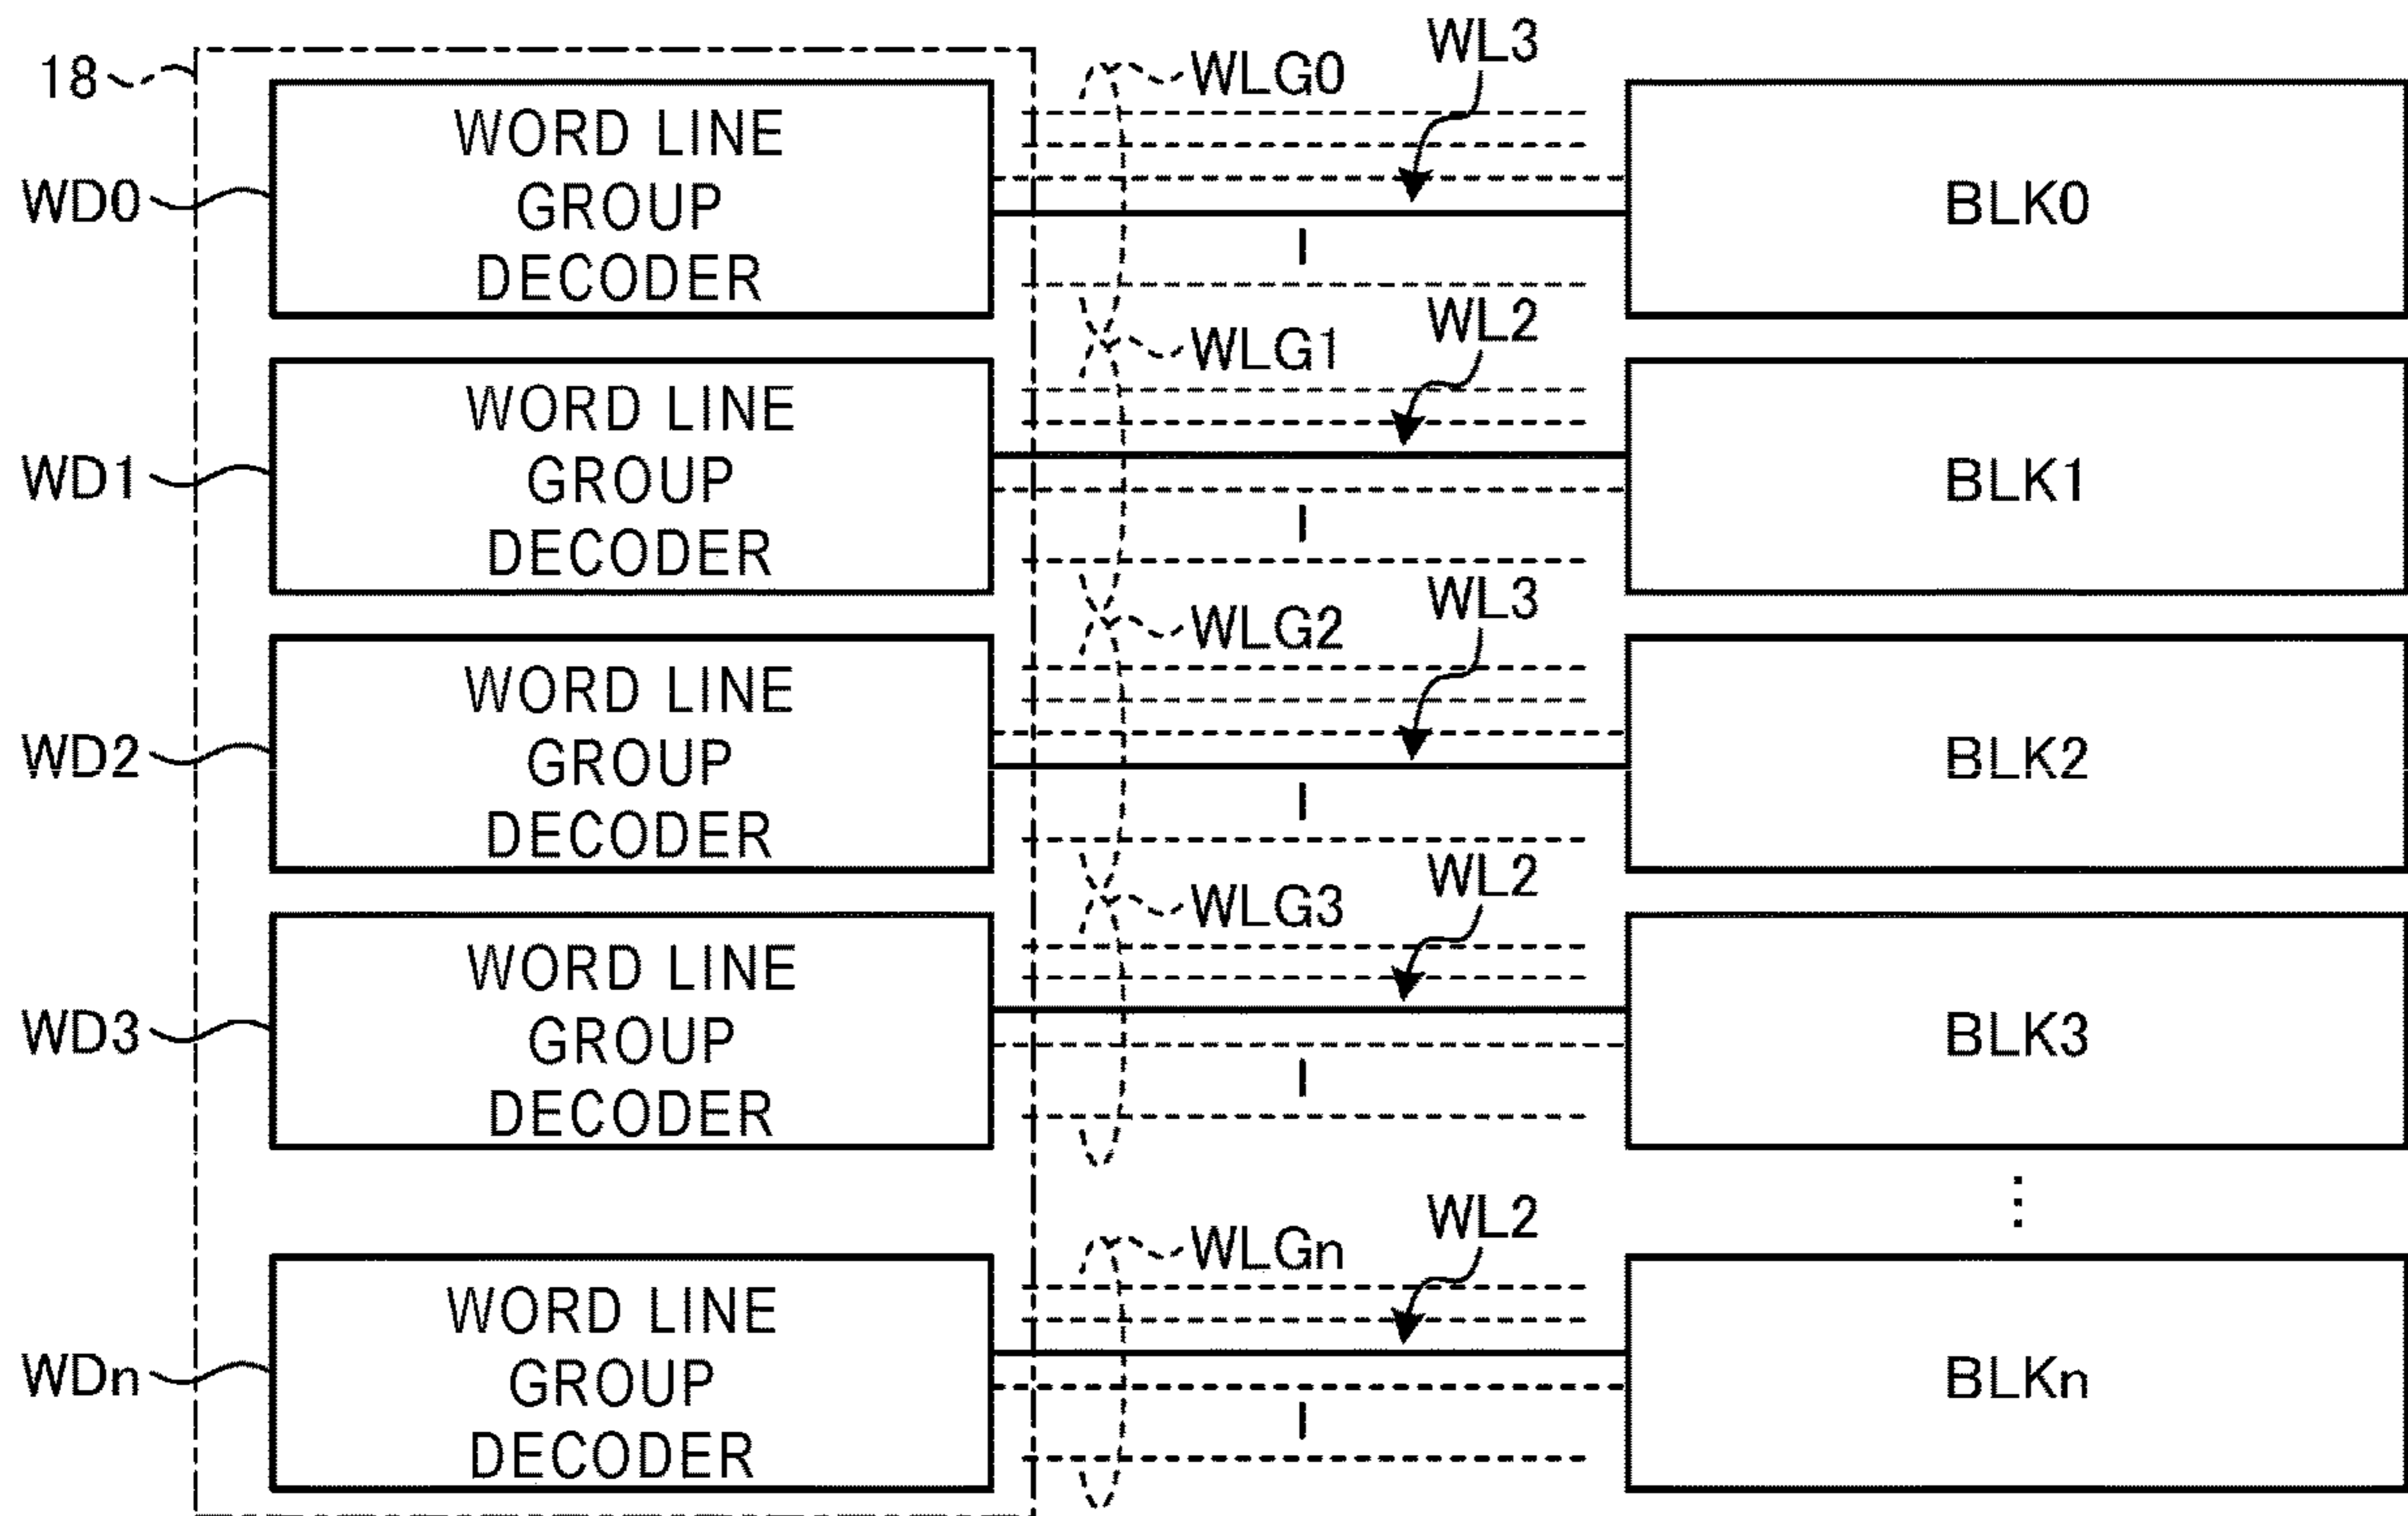 18
WLG0
WL3
WORD LINE
GROUP
DECODER
WD0
BLK0
WLG1
WL2
WORD LINE
GROUP
DECODER
WD1
BLK1
WLG2
WL3
WORD LINE
GROUP
DECODER
WD2
BLK2
WLG3
WL2
WORD LINE
GROUP
DECODER
WD3
BLK3
WLGn
WL2
WORD LINE
GROUP
DECODER
WDn
BLKn